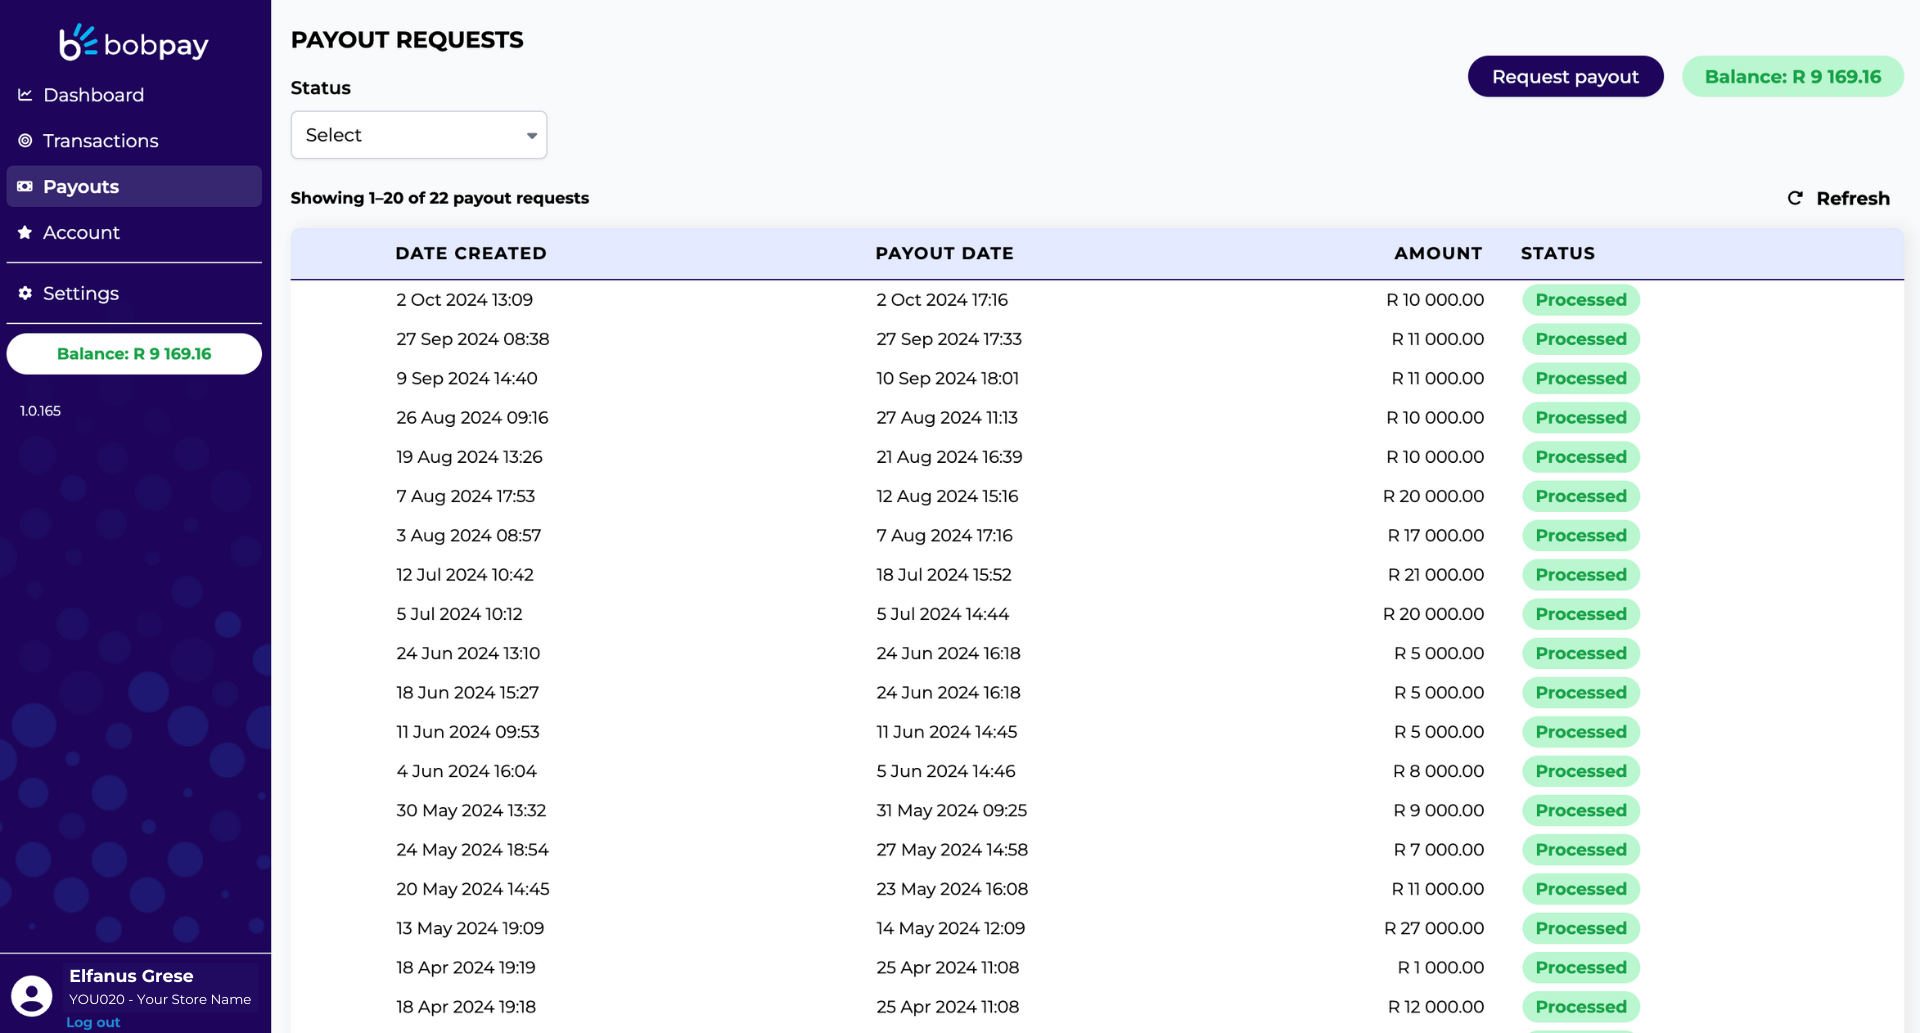 bobpay
Dashboard
Transactions
Payouts
Account
Settings
Balance: R 9 169.16
1.0.165
Elfanus Grese
YOU020 - Your Store Name
Log out
PAYOUT REQUESTS
Request payout
Balance: R 9 169.16
Status
Select
Showing 1–20 of 22 payout requests
Refresh
DATE CREATED PAYOUT DATE AMOUNT STATUS
2 Oct 2024 13:09 2 Oct 2024 17:16 R 10 000.00 Processed
27 Sep 2024 08:38 27 Sep 2024 17:33 R 11 000.00 Processed
9 Sep 2024 14:40 10 Sep 2024 18:01 R 11 000.00 Processed
26 Aug 2024 09:16 27 Aug 2024 11:13 R 10 000.00 Processed
19 Aug 2024 13:26 21 Aug 2024 16:39 R 10 000.00 Processed
7 Aug 2024 17:53 12 Aug 2024 15:16 R 20 000.00 Processed
3 Aug 2024 08:57 7 Aug 2024 17:16 R 17 000.00 Processed
12 Jul 2024 10:42 18 Jul 2024 15:52 R 21 000.00 Processed
5 Jul 2024 10:12 5 Jul 2024 14:44 R 20 000.00 Processed
24 Jun 2024 13:10 24 Jun 2024 16:18 R 5 000.00 Processed
18 Jun 2024 15:27 24 Jun 2024 16:18 R 5 000.00 Processed
11 Jun 2024 09:53 11 Jun 2024 14:45 R 5 000.00 Processed
4 Jun 2024 16:04 5 Jun 2024 14:46 R 8 000.00 Processed
30 May 2024 13:32 31 May 2024 09:25 R 9 000.00 Processed
24 May 2024 18:54 27 May 2024 14:58 R 7 000.00 Processed
20 May 2024 14:45 23 May 2024 16:08 R 11 000.00 Processed
13 May 2024 19:09 14 May 2024 12:09 R 27 000.00 Processed
18 Apr 2024 19:19 25 Apr 2024 11:08 R 1 000.00 Processed
18 Apr 2024 19:18 25 Apr 2024 11:08 R 12 000.00 Processed